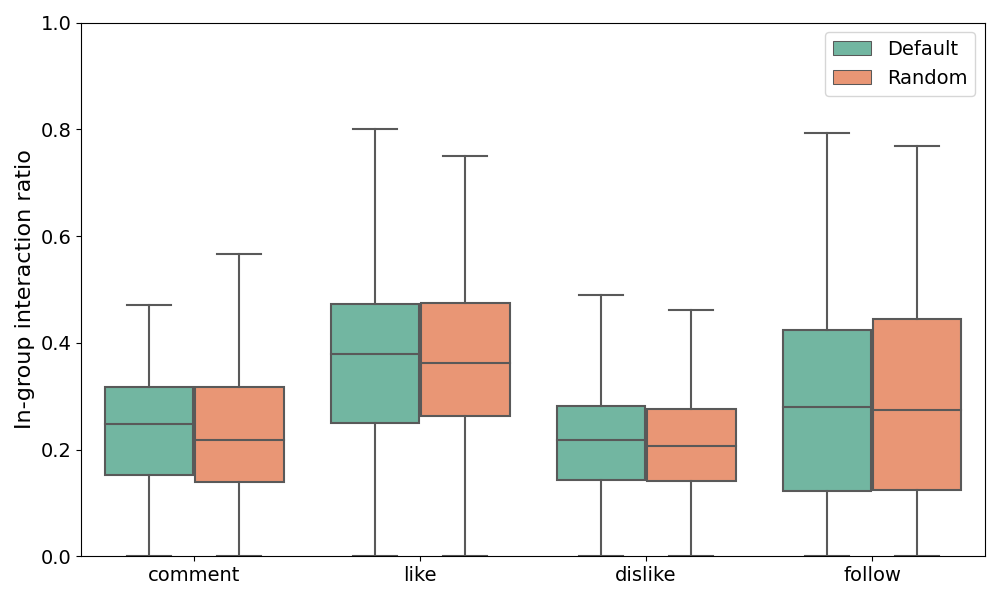 In-group interaction ratio
1.0
0.8
0.6
0.4
0.2
0.0
Default
Random
comment
like
dislike
follow